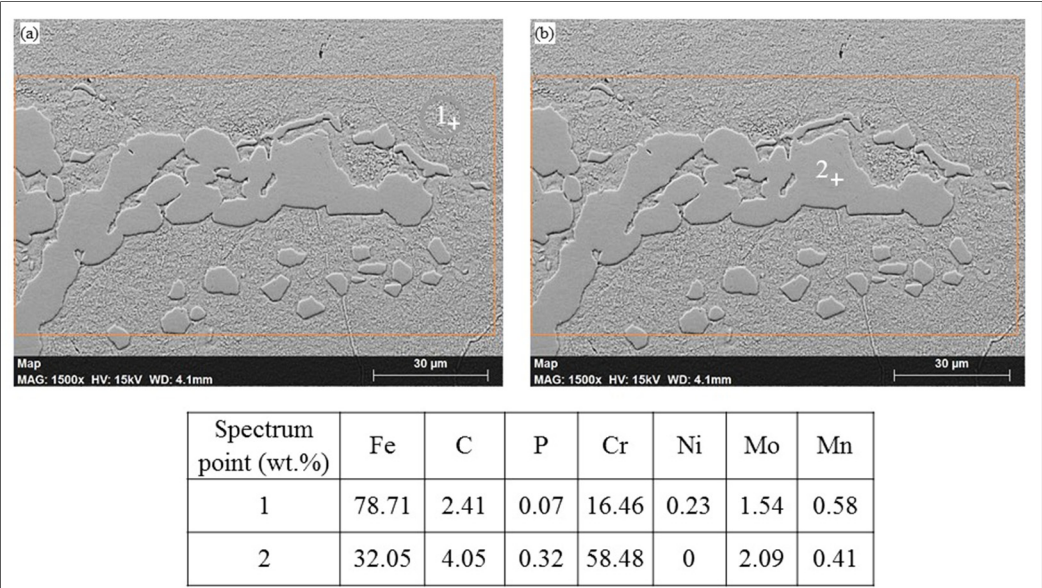 (a)
1
Map
MAG: 1500x HV: 15kV WD: 4.1mm
30 µm
(b)
2
Map
MAG: 1500x HV: 15kV WD: 4.1mm
30 µm
Spectrum point (wt.%) Fe C P Cr Ni Mo Mn
1 78.71 2.41 0.07 16.46 0.23 1.54 0.58
2 32.05 4.05 0.32 58.48 0 2.09 0.41